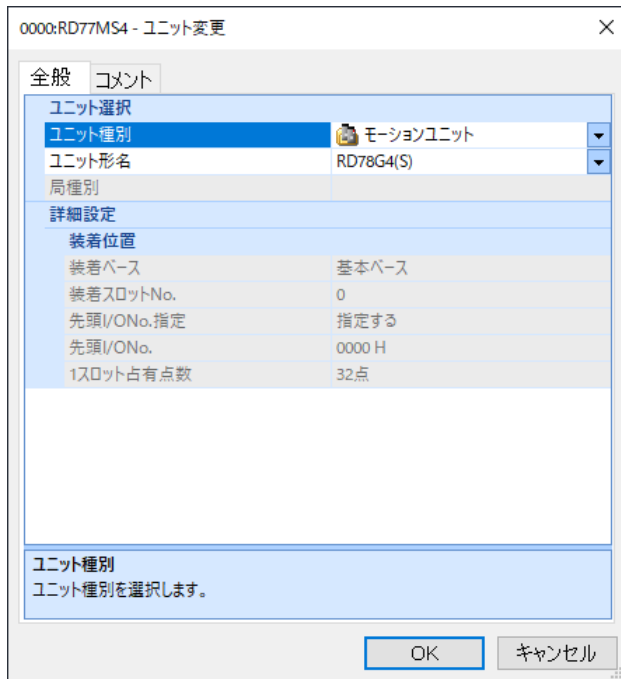 0000:RD77MS4 - ユニット変更
全般 コメント
ユニット選択
ユニット種別 モーションユニット
ユニット形名 RD78G4(S)
局種別
詳細設定
装着位置
装着ベース 基本ベース
装着スロットNo. 0
先頭I/ONo.指定 指定する
先頭I/ONo. 0000 H
1スロット占有点数 32点
ユニット種別
ユニット種別を選択します。
OK キャンセル